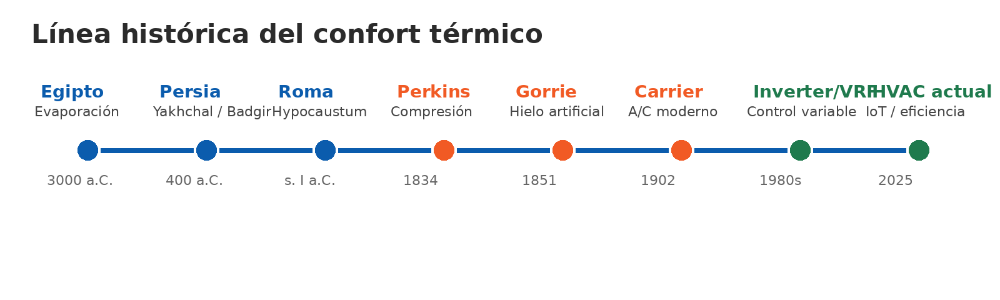 Línea histórica del confort térmico
Egipto
Evaporación
3000 a.C.
Persia
Yakhchal / Badgir
400 a.C.
Roma
Hypocaustum
s. I a.C.
Perkins
Compresión
1834
Gorrie
Hielo artificial
1851
Carrier
A/C moderno
1902
Inverter/VRF
Control variable
1980s
HVAC actual
IoT / eficiencia
2025